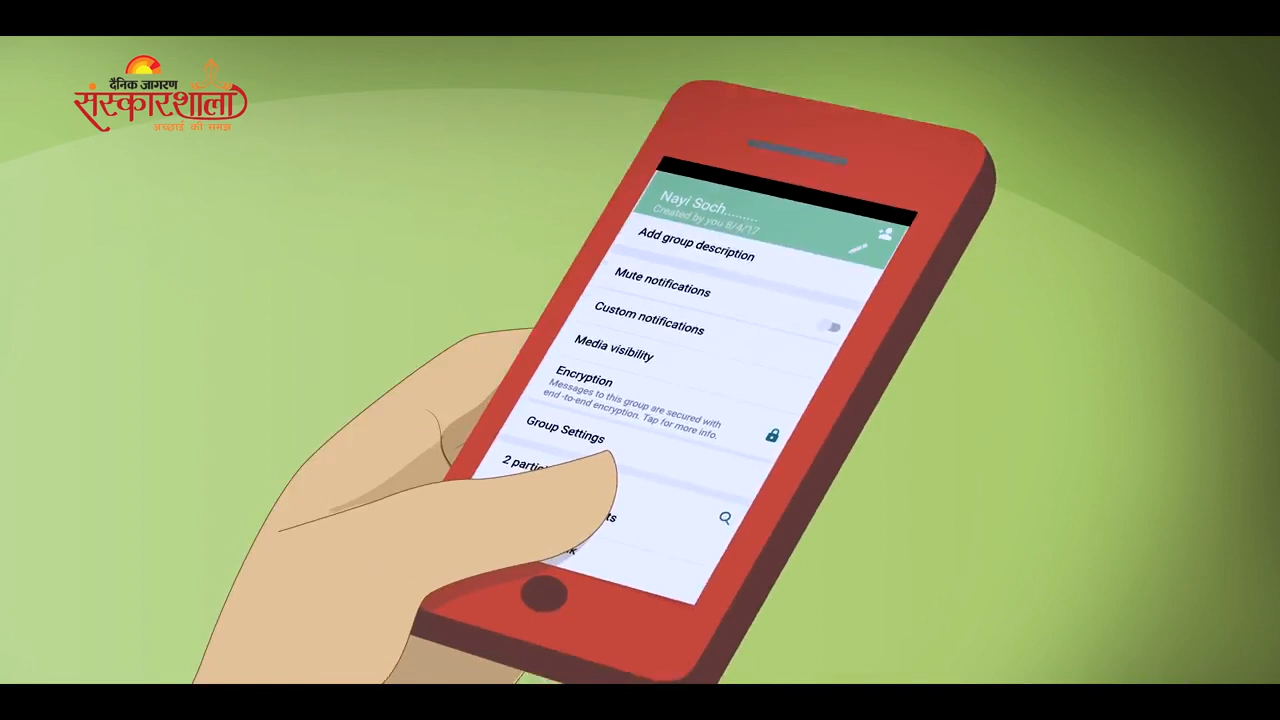 दैनिक जागरण
संस्कारशाला
अच्छाई की समझ
Nayi Soch........
Created by you 8/4/17
Add group description
Mute notifications
Custom notifications
Media visibility
Encryption
Messages to this group are secured with
end -to-end encryption. Tap for more info.
Group Settings
2 parti